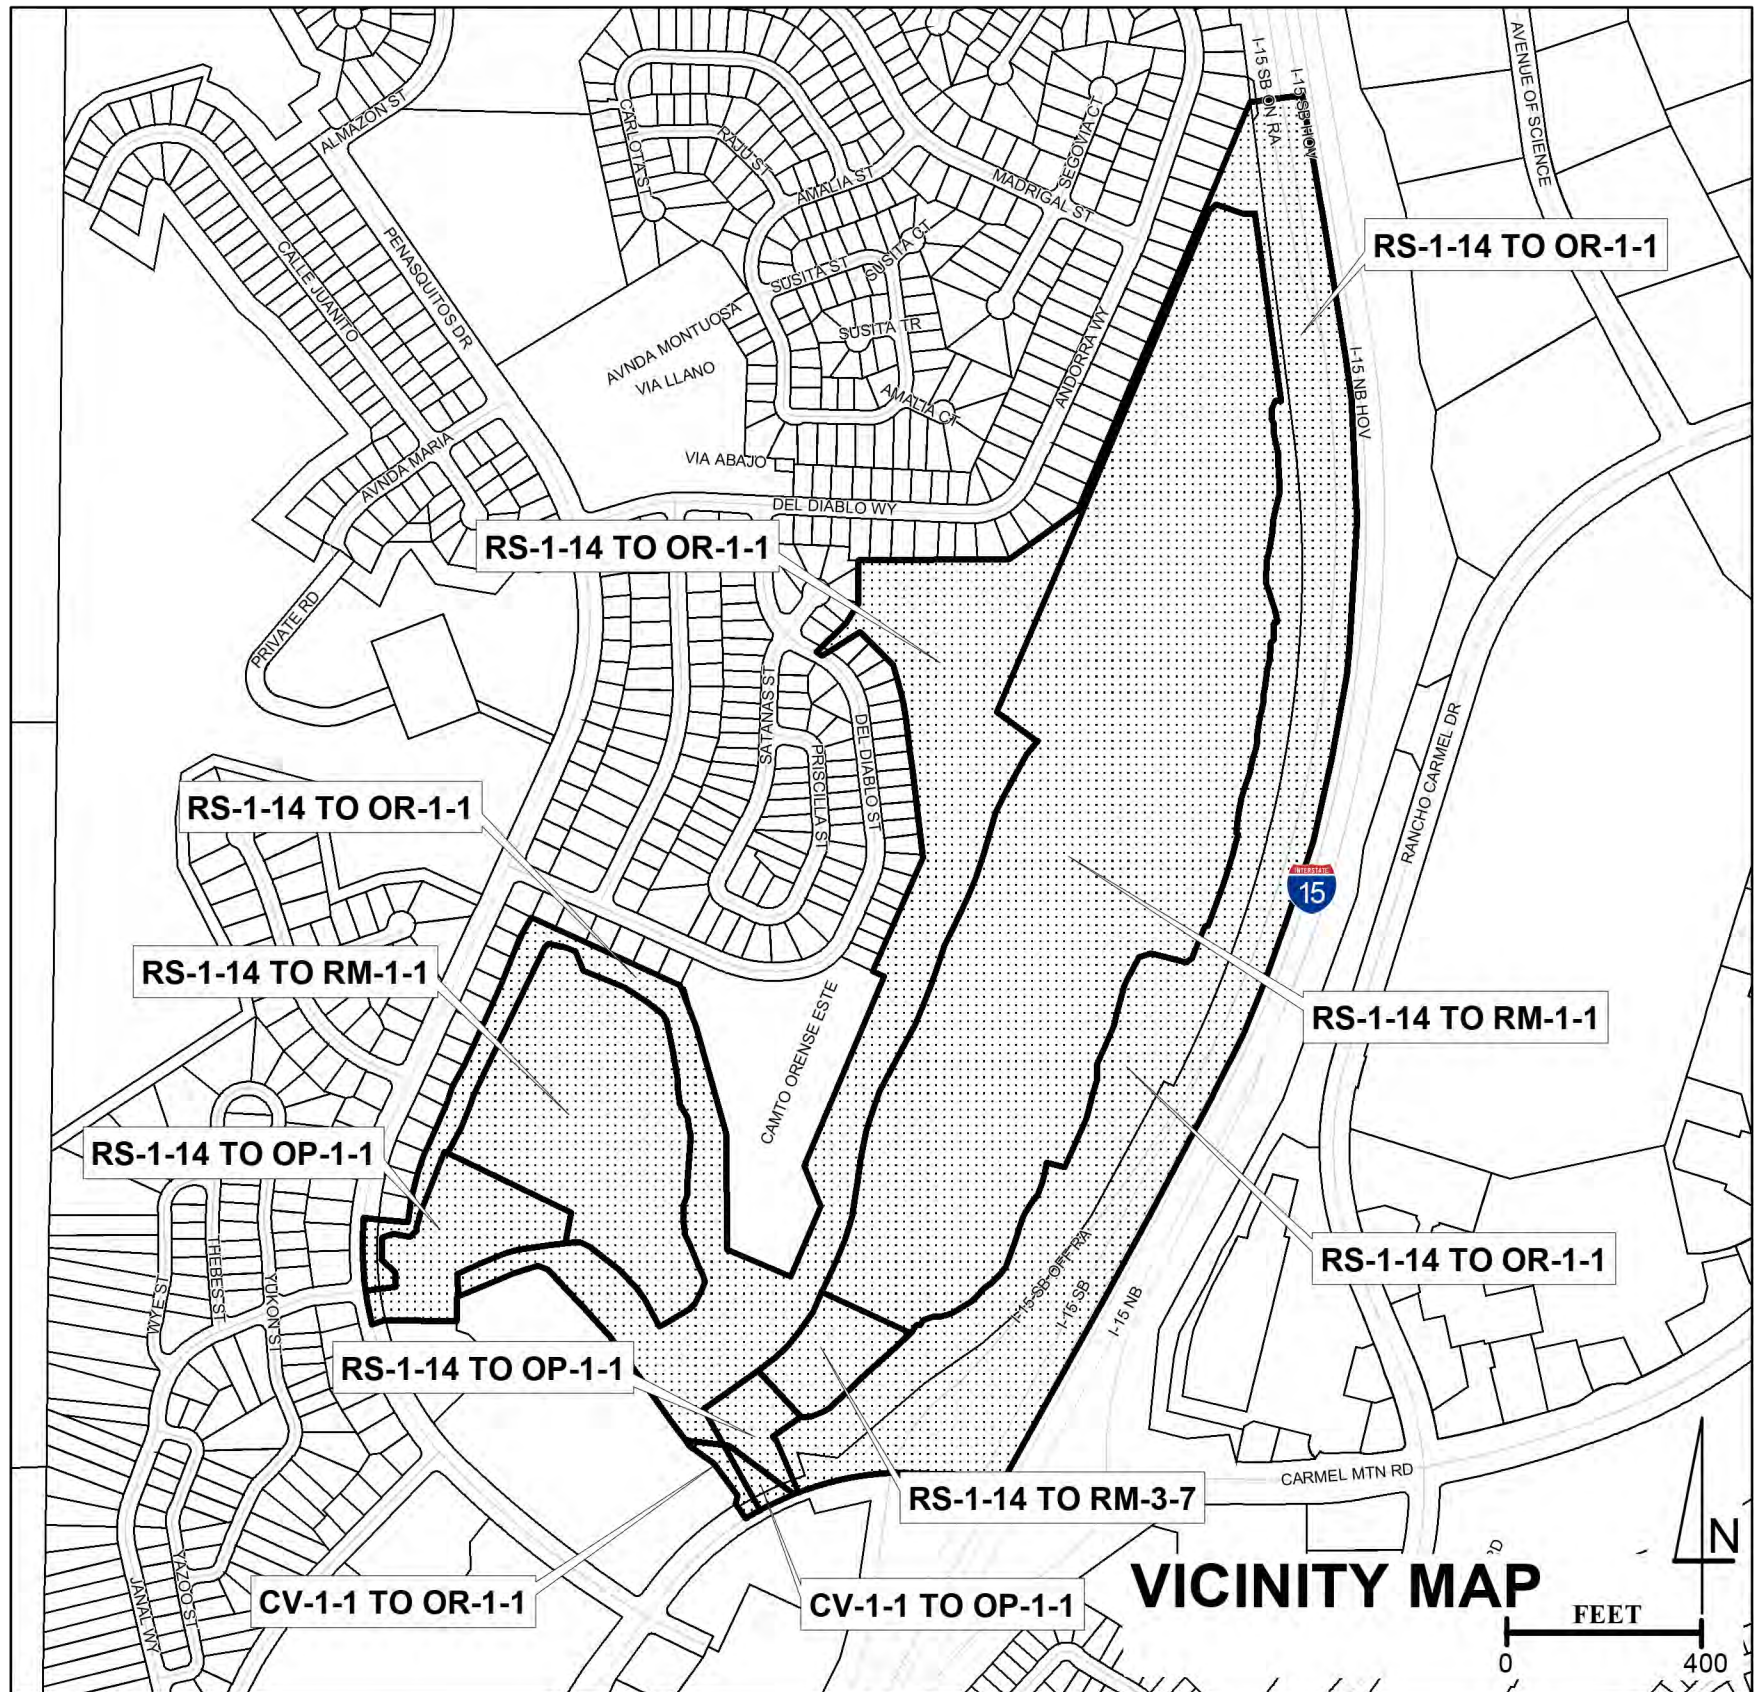 I-15 SB ON RA
I-15 SB HOV
AVENUE OF SCIENCE
ALMAZON ST
CARLOTA ST
RAJU ST
AMALIA ST
MADRIGAL ST
SEGOVIA CT
RS-1-14 TO OR-1-1
CALLE JUANITO
PENASQUITOS DR
SUSITA ST
SUSITA CT
AVNDA MONTUOSA
SUSITA TR
VIA LLANO
ANDORRA WY
I-15 NB HOV
AMALIA CT
AVNDA MARIA
VIA ABAJO
DEL DIABLO WY
RS-1-14 TO OR-1-1
PRIVATE RD
SATANAS ST
PRISCILLA ST
DEL DIABLO ST
RANCHO CARMEL DR
RS-1-14 TO OR-1-1
INTERSTATE
15
RS-1-14 TO RM-1-1
RS-1-14 TO RM-1-1
CAMTO ORENSE ESTE
RS-1-14 TO OP-1-1
RS-1-14 TO OR-1-1
WYE ST
THEBES ST
YUKON ST
I-15-SB-OFF RA
I-15 SB
I-15 NB
RS-1-14 TO OP-1-1
CARMEL MTN RD
RS-1-14 TO RM-3-7
JANAL WY
YAZOO ST
CV-1-1 TO OR-1-1
CV-1-1 TO OP-1-1
VICINITY MAP
N
FEET
0 400